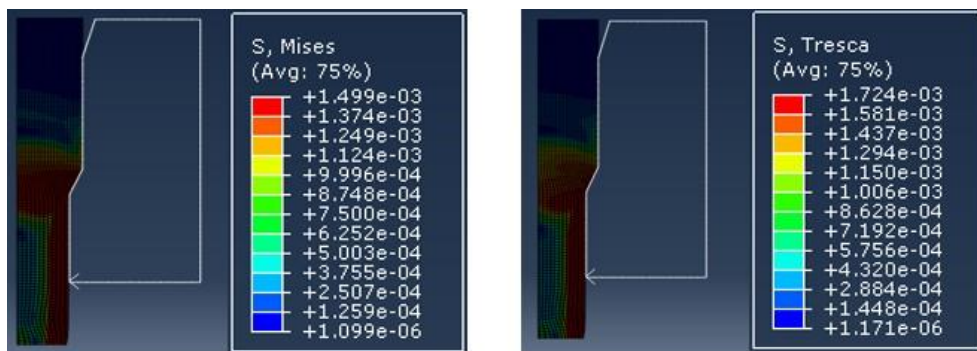 S, Mises
(Avg: 75%)
+1.499e-03
+1.374e-03
+1.249e-03
+1.124e-03
+9.996e-04
+8.748e-04
+7.500e-04
+6.252e-04
+5.003e-04
+3.755e-04
+2.507e-04
+1.259e-04
+1.099e-06
S, Tresca
(Avg: 75%)
+1.724e-03
+1.581e-03
+1.437e-03
+1.294e-03
+1.150e-03
+1.006e-03
+8.628e-04
+7.192e-04
+5.756e-04
+4.320e-04
+2.884e-04
+1.448e-04
+1.171e-06